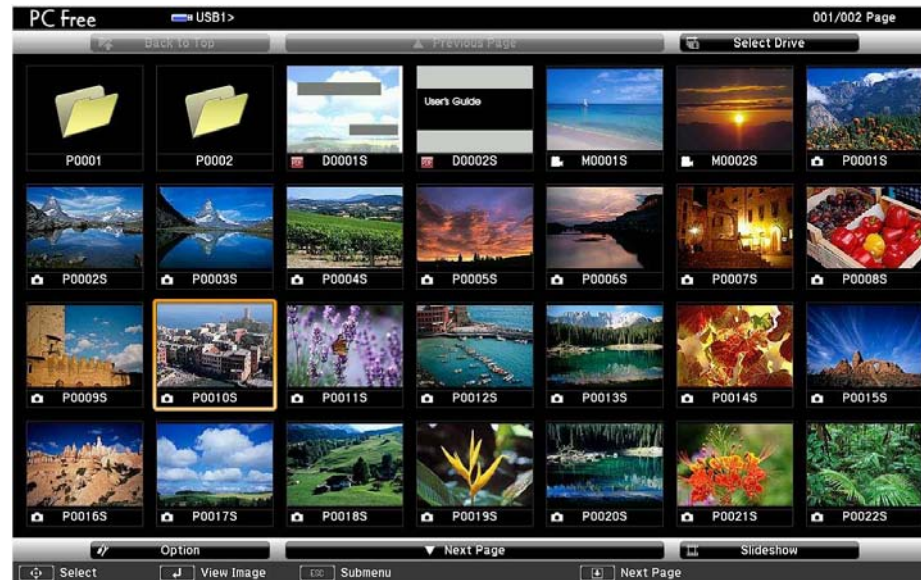 PC Free USB1> 001/002 Page
Back to Top Previous Page Select Drive
P0001 P0002 D0001S D0002S M0001S M0002S P0001S
User's Guide
PDF PDF
P0002S P0003S P0004S P0005S P0006S P0007S P0008S
P0009S P0010S P0011S P0012S P0013S P0014S P0015S
P0016S P0017S P0018S P0019S P0020S P0021S P0022S
Option Next Page Slideshow
Select View Image ESC Submenu Next Page